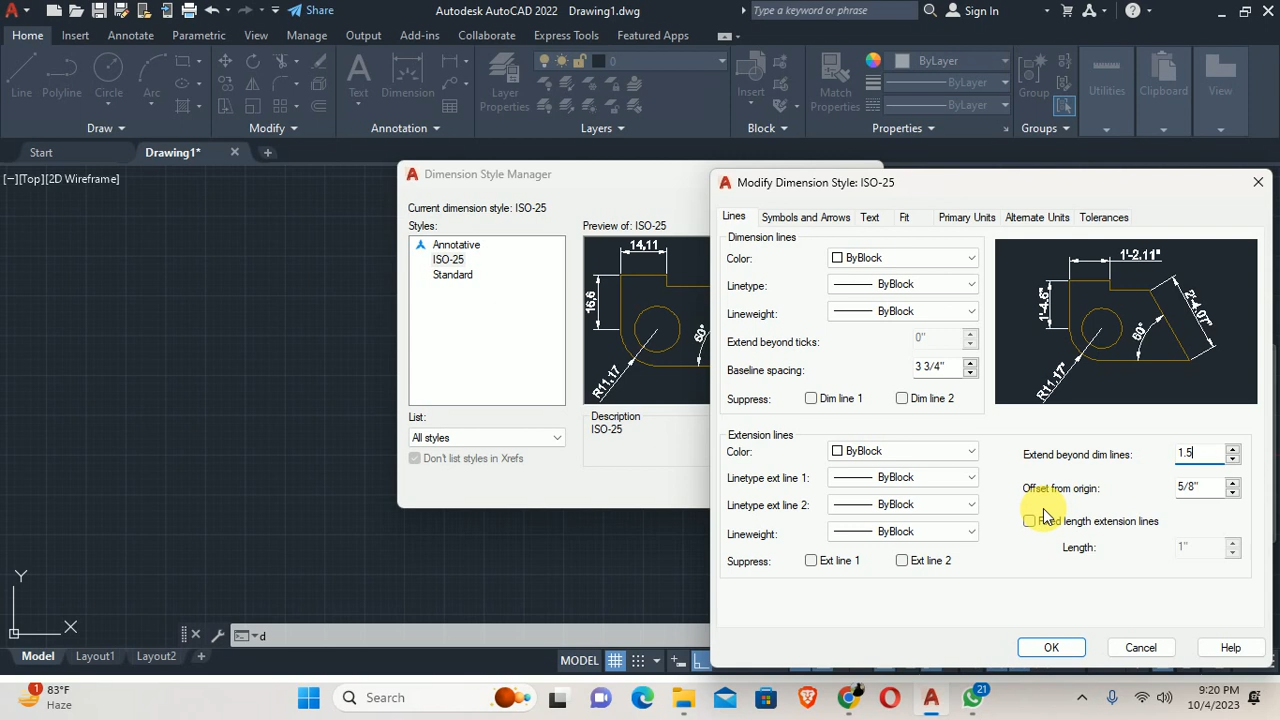 Share
Autodesk AutoCAD 2022 Drawing1.dwg
Type a keyword or phrase
Sign In
Home Insert Annotate Parametric View Manage Output Add-ins Collaborate Express Tools Featured Apps
Line Polyline Circle Arc
Text Dimension
Layer Properties
0
Insert
Match Properties
ByLayer
ByLayer
ByLayer
Group
Utilities Clipboard View
Draw Modify Annotation Layers Block Properties Groups
Start Drawing1*
[−][Top][2D Wireframe]
Dimension Style Manager
Current dimension style: ISO-25
Styles:
Annotative
ISO-25
Standard
Preview of: ISO-25
14,11
16,6
60°
R11,17
List:
All styles
Don't list styles in Xrefs
Description
ISO-25
Modify Dimension Style: ISO-25
Lines Symbols and Arrows Text Fit Primary Units Alternate Units Tolerances
Dimension lines
Color: ByBlock
Linetype: ByBlock
Lineweight: ByBlock
Extend beyond ticks: 0"
Baseline spacing: 3 3/4"
Suppress: Dim line 1 Dim line 2
1'-2.11"
1'-4.6"
2'-4.07"
60°
R11,17"
Extension lines
Color: ByBlock
Linetype ext line 1: ByBlock
Linetype ext line 2: ByBlock
Lineweight: ByBlock
Suppress: Ext line 1 Ext line 2
Extend beyond dim lines: 1.5
Offset from origin: 5/8"
length extension lines
Length: 1"
OK Cancel Help
Y
X
d
Model Layout1 Layout2
MODEL
1
83°F
Haze
Search
21
9:20 PM
10/4/2023